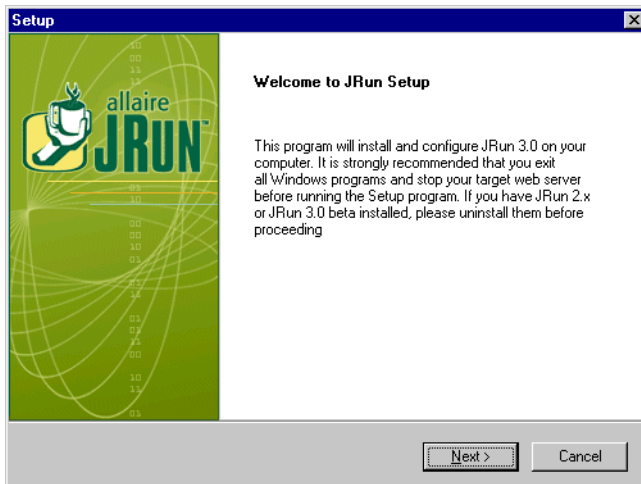 Setup
allaire
JRUN™
Welcome to JRun Setup
This program will install and configure JRun 3.0 on your
computer. It is strongly recommended that you exit
all Windows programs and stop your target web server
before running the Setup program. If you have JRun 2.x
or JRun 3.0 beta installed, please uninstall them before
proceeding
Next >
Cancel